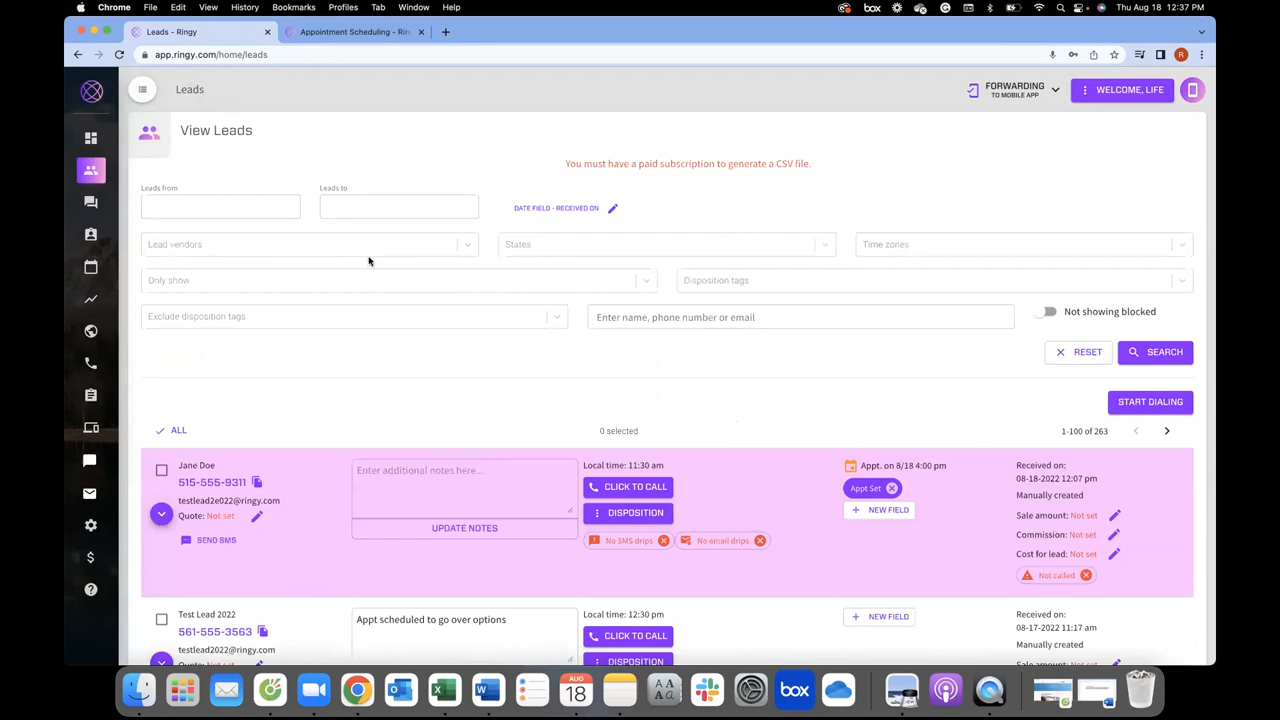 Chrome File Edit View History Bookmarks Profiles Tab Window Help
box
Thu Aug 18 12:37 PM
Leads - Ringy
Appointment Scheduling - Rin
app.ringy.com/home/leads
R
Leads
FORWARDING
TO MOBILE APP
WELCOME, LIFE
View Leads
You must have a paid subscription to generate a CSV file.
Leads from
Leads to
DATE FIELD - RECEIVED ON
Lead vendors
States
Time zones
Only show
Disposition tags
Exclude disposition tags
Enter name, phone number or email
Not showing blocked
RESET
SEARCH
START DIALING
ALL
0 selected
1-100 of 263
Jane Doe
515-555-9311
testlead2e022@ringy.com
Quote: Not set
SEND SMS
Enter additional notes here...
UPDATE NOTES
Local time: 11:30 am
CLICK TO CALL
DISPOSITION
No SMS drips
No email drips
Appt. on 8/18 4:00 pm
Appt Set
NEW FIELD
Received on:
08-18-2022 12:07 pm
Manually created
Sale amount: Not set
Commission: Not set
Cost for lead: Not set
Not called
Test Lead 2022
561-555-3563
testlead2022@ringy.com
Quote: Not set
Appt scheduled to go over options
Local time: 12:30 pm
CLICK TO CALL
DISPOSITION
NEW FIELD
Received on:
08-17-2022 11:17 am
Manually created
Sale amount: Not set
AUG
18
box